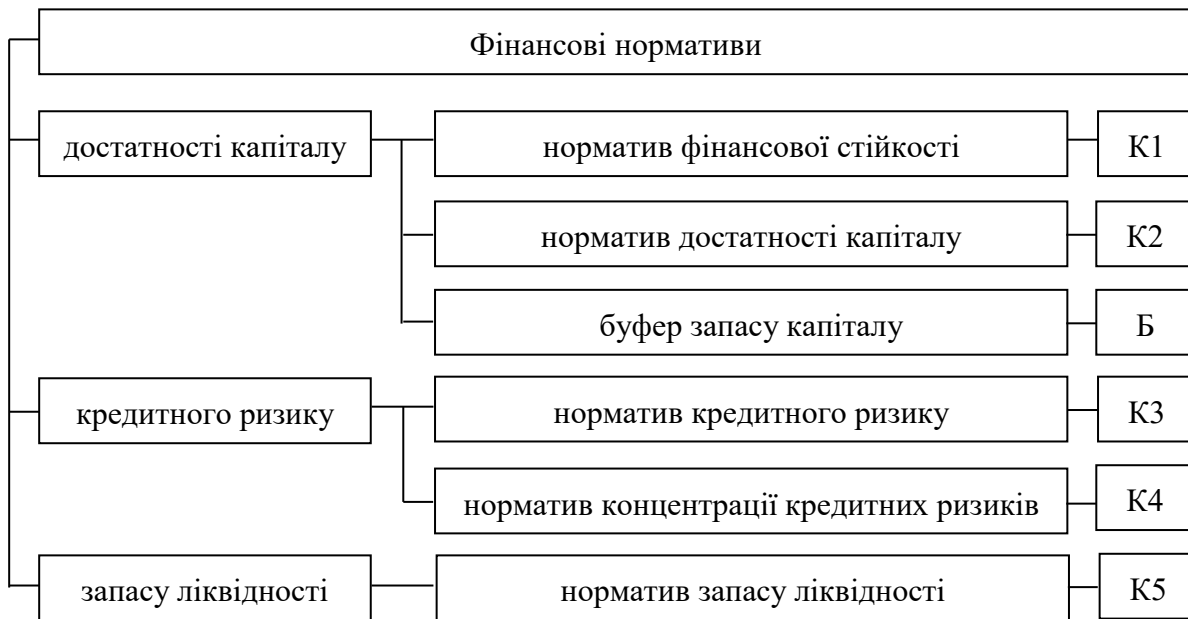 Фінансові нормативи
достатності капіталу
норматив фінансової стійкості
К1
норматив достатності капіталу
К2
буфер запасу капіталу
Б
кредитного ризику
норматив кредитного ризику
К3
норматив концентрації кредитних ризиків
К4
запасу ліквідності
норматив запасу ліквідності
К5